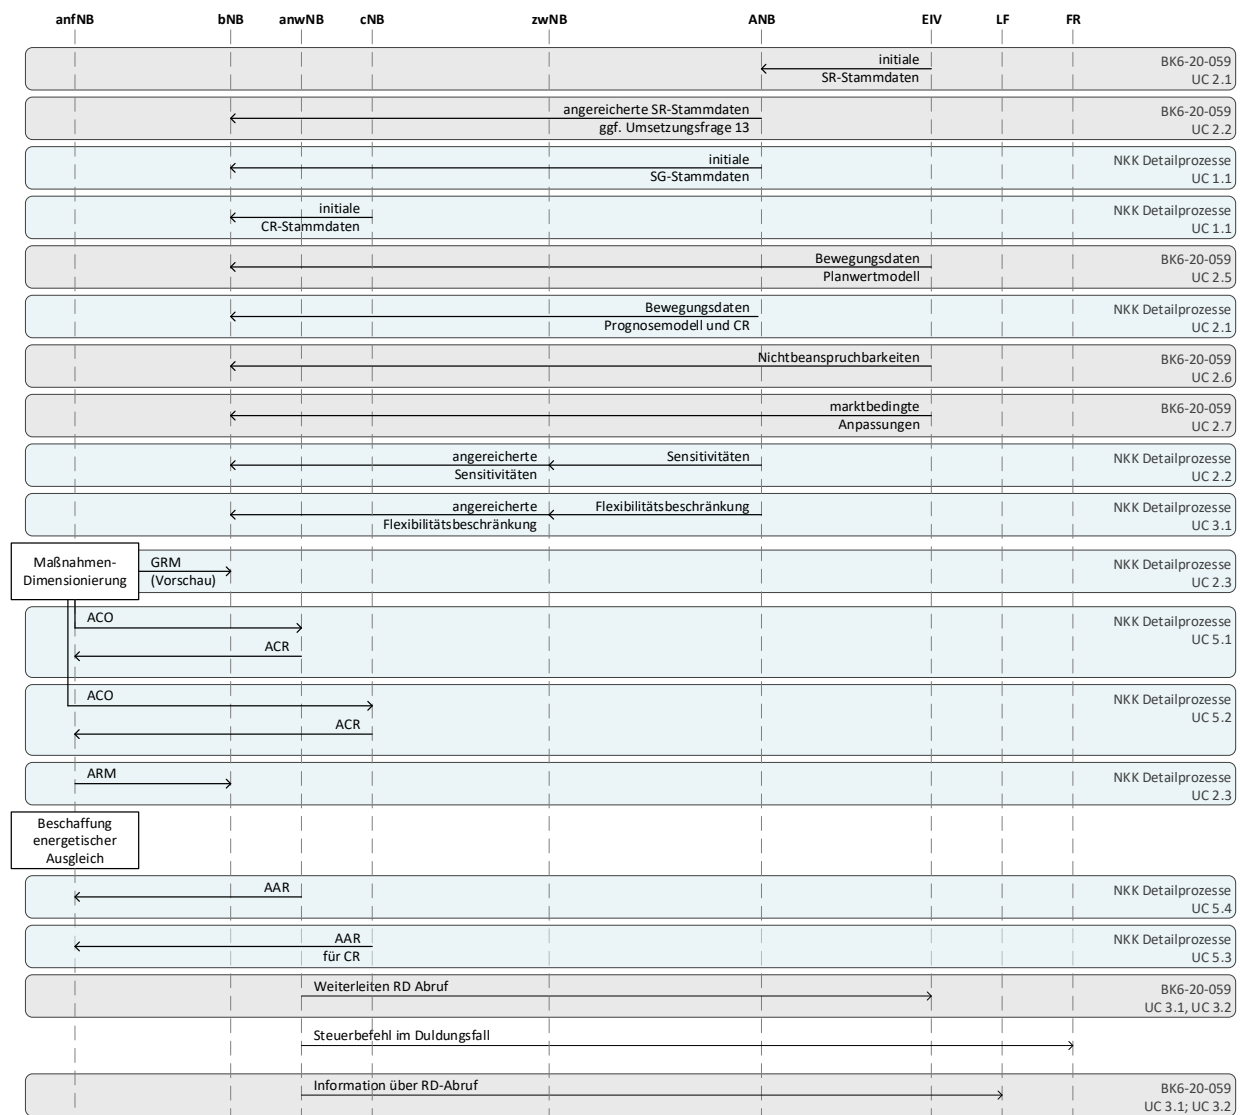 anfNB bNB anwNB cNB zwNB ANB EIV LF FR
initiale
SR-Stammdaten
BK6-20-059
UC 2.1
angereicherte SR-Stammdaten
ggf. Umsetzungsfrage 13
BK6-20-059
UC 2.2
initiale
SG-Stammdaten
NKK Detailprozesse
UC 1.1
initiale
CR-Stammdaten
NKK Detailprozesse
UC 1.1
Bewegungsdaten
Planwertmodell
BK6-20-059
UC 2.5
Bewegungsdaten
Prognosemodell und CR
NKK Detailprozesse
UC 2.1
Nichtbeanspruchbarkeiten
BK6-20-059
UC 2.6
marktbedingte
Anpassungen
BK6-20-059
UC 2.7
angereicherte
Sensitivitäten
Sensitivitäten
NKK Detailprozesse
UC 2.2
angereicherte
Flexibilitätsbeschränkung
Flexibilitätsbeschränkung
NKK Detailprozesse
UC 3.1
Maßnahmen-
Dimensionierung
GRM
(Vorschau)
NKK Detailprozesse
UC 2.3
ACO
ACR
NKK Detailprozesse
UC 5.1
ACO
ACR
NKK Detailprozesse
UC 5.2
ARM
NKK Detailprozesse
UC 2.3
Beschaffung
energetischer
Ausgleich
AAR
NKK Detailprozesse
UC 5.4
AAR
für CR
NKK Detailprozesse
UC 5.3
Weiterleiten RD Abruf
BK6-20-059
UC 3.1, UC 3.2
Steuerbefehl im Duldungsfall
Information über RD-Abruf
BK6-20-059
UC 3.1; UC 3.2